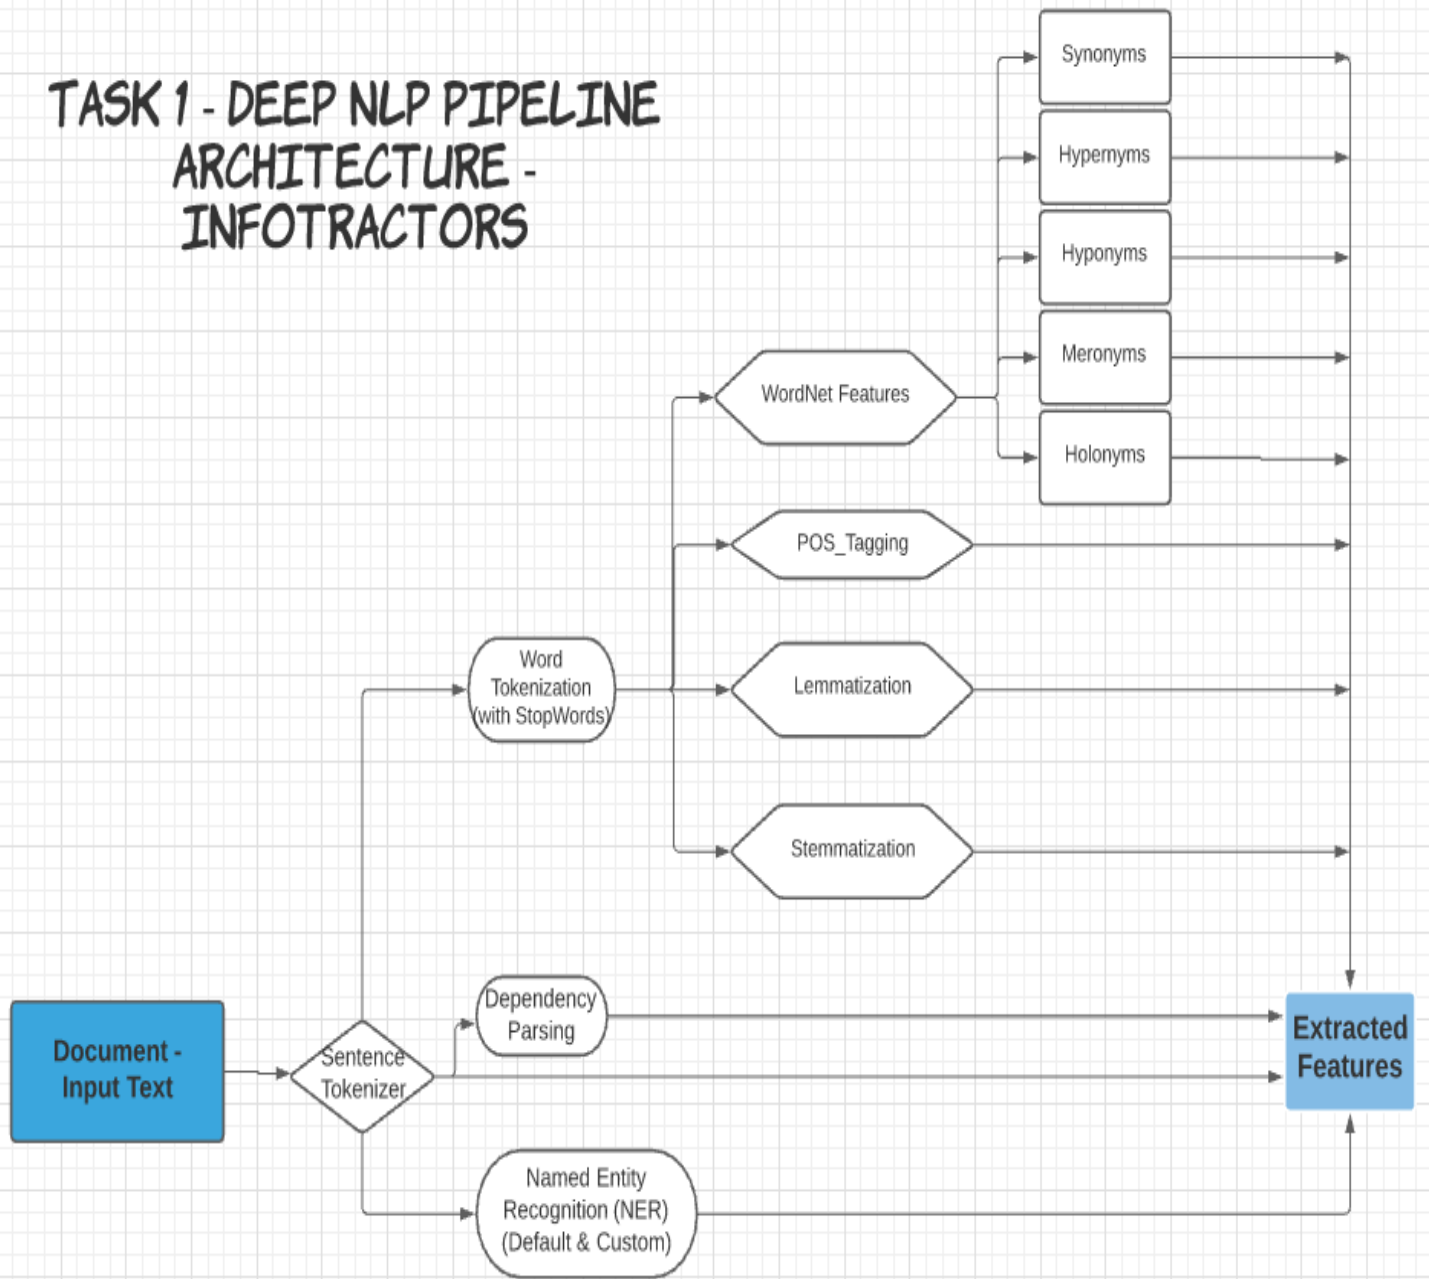 TASK 1 - DEEP NLP PIPELINE
ARCHITECTURE -
INFOTRACTORS
Synonyms
Hypernyms
Hyponyms
Meronyms
Holonyms
WordNet Features
POS_Tagging
Lemmatization
Stemmatization
Word
Tokenization
(with StopWords)
Dependency
Parsing
Document -
Input Text
Sentence
Tokenizer
Extracted
Features
Named Entity
Recognition (NER)
(Default & Custom)